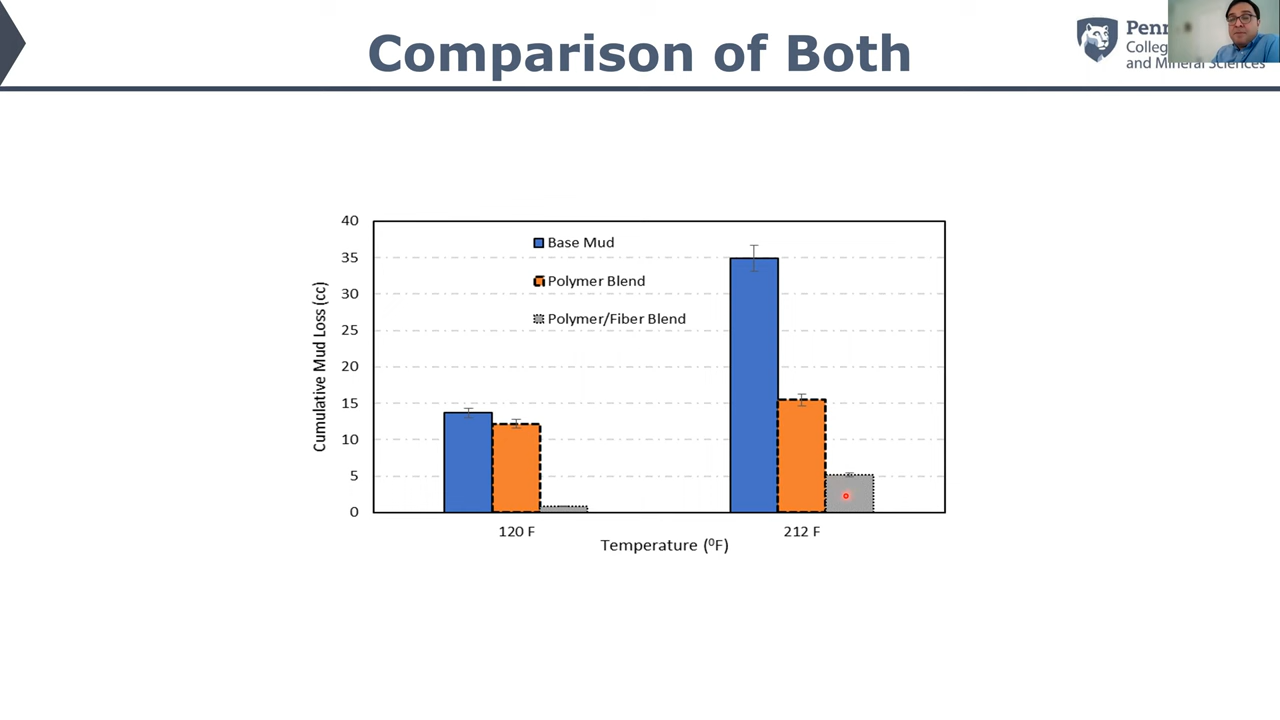 Comparison of Both
Penn
and Mineral Sciences
40
35
30
25
20
15
10
5
0
Cumulative Mud Loss (cc)
Base Mud
Polymer Blend
Polymer/Fiber Blend
120 F
212 F
Temperature (⁰F)